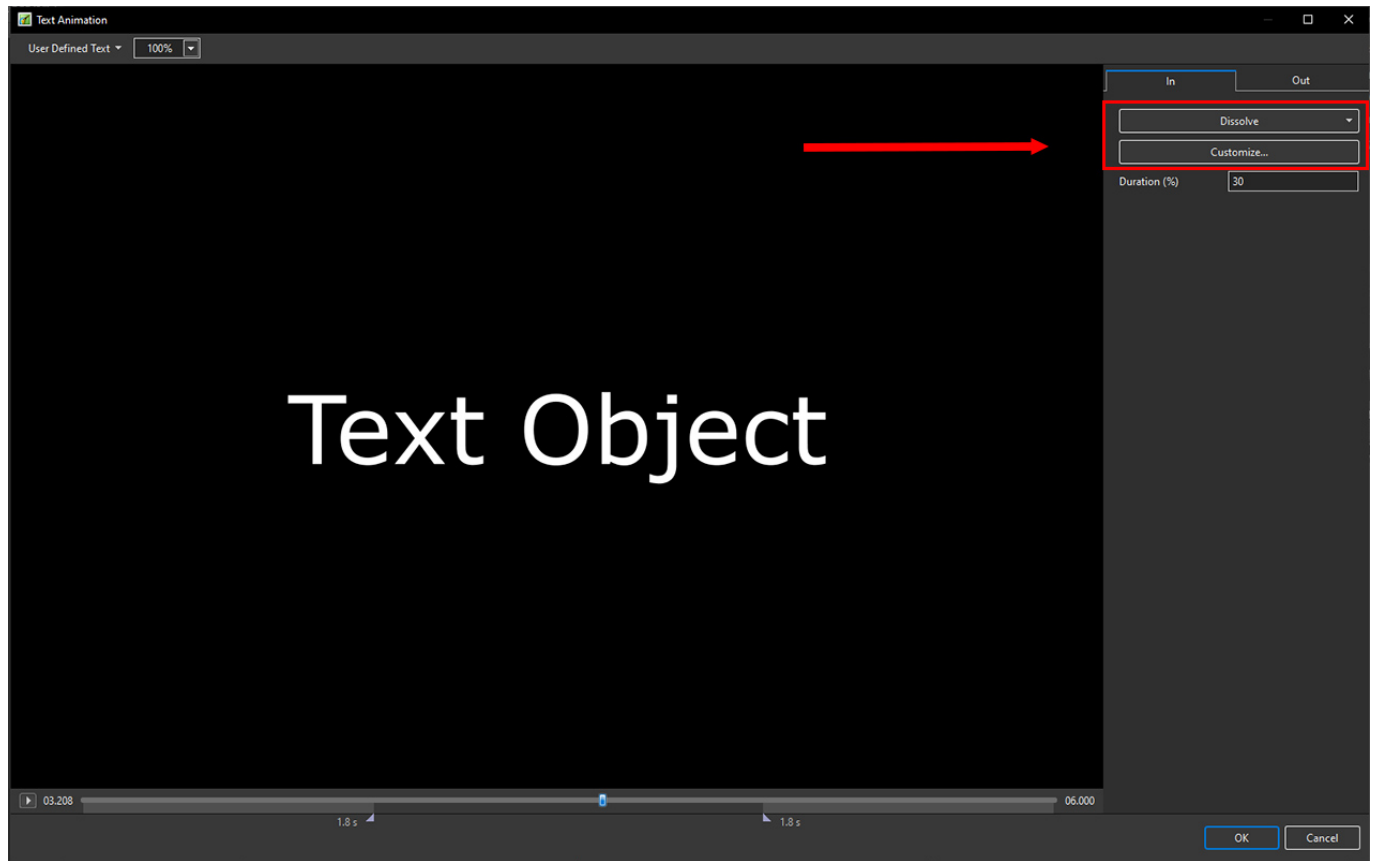 Text Animation
User Defined Text 100%
In Out
Dissolve
Customize...
Duration (%) 30
Text Object
03.208 06.000
1.8 s 1.8 s
OK Cancel